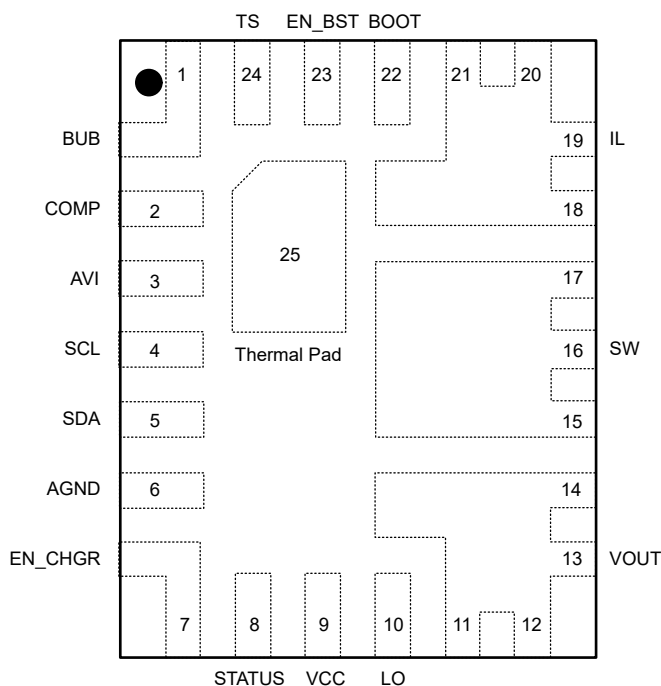 TS EN_BST BOOT
1 24 23 22 21 20
BUB 19 IL
COMP 2 18
25
AVI 3 17
SCL 4 Thermal Pad 16 SW
SDA 5 15
AGND 6 14
EN_CHGR 13 VOUT
7 8 9 10 11 12
STATUS VCC LO